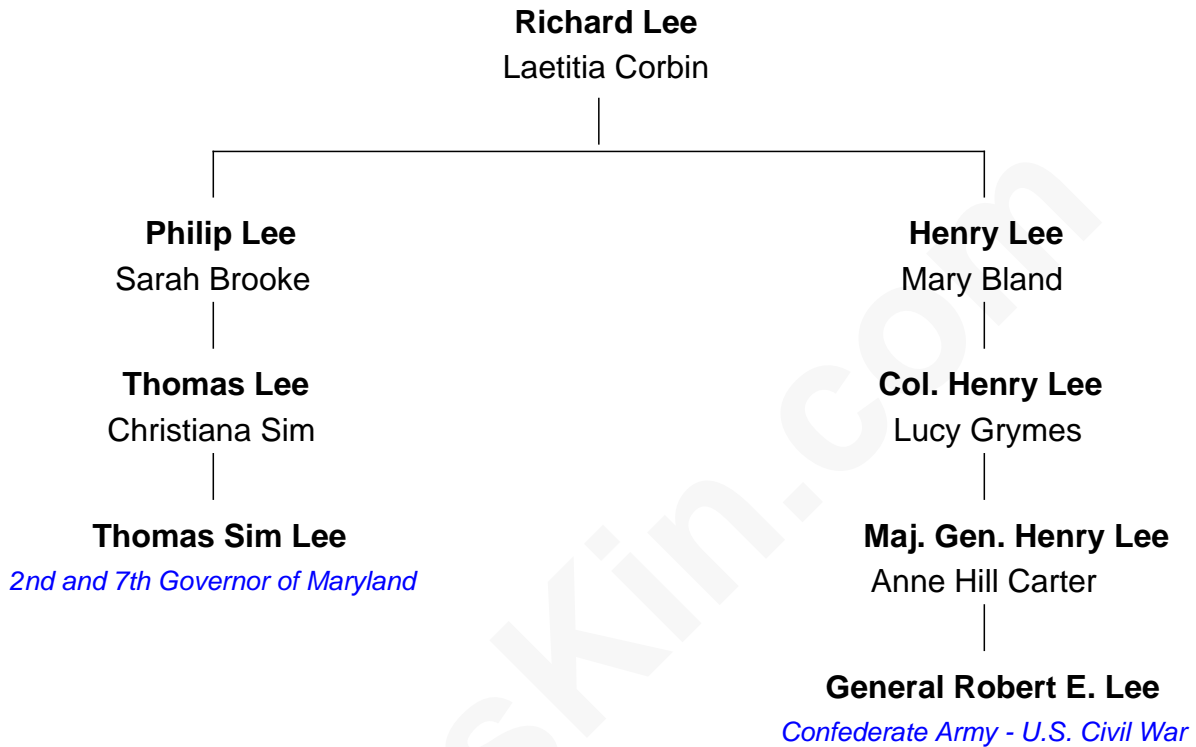 Richard Lee
Laetitia Corbin
Philip Lee
Sarah Brooke
Henry Lee
Mary Bland
Thomas Lee
Christiana Sim
Col. Henry Lee
Lucy Grymes
Thomas Sim Lee
2nd and 7th Governor of Maryland
Maj. Gen. Henry Lee
Anne Hill Carter
General Robert E. Lee
Confederate Army - U.S. Civil War
sKin.com